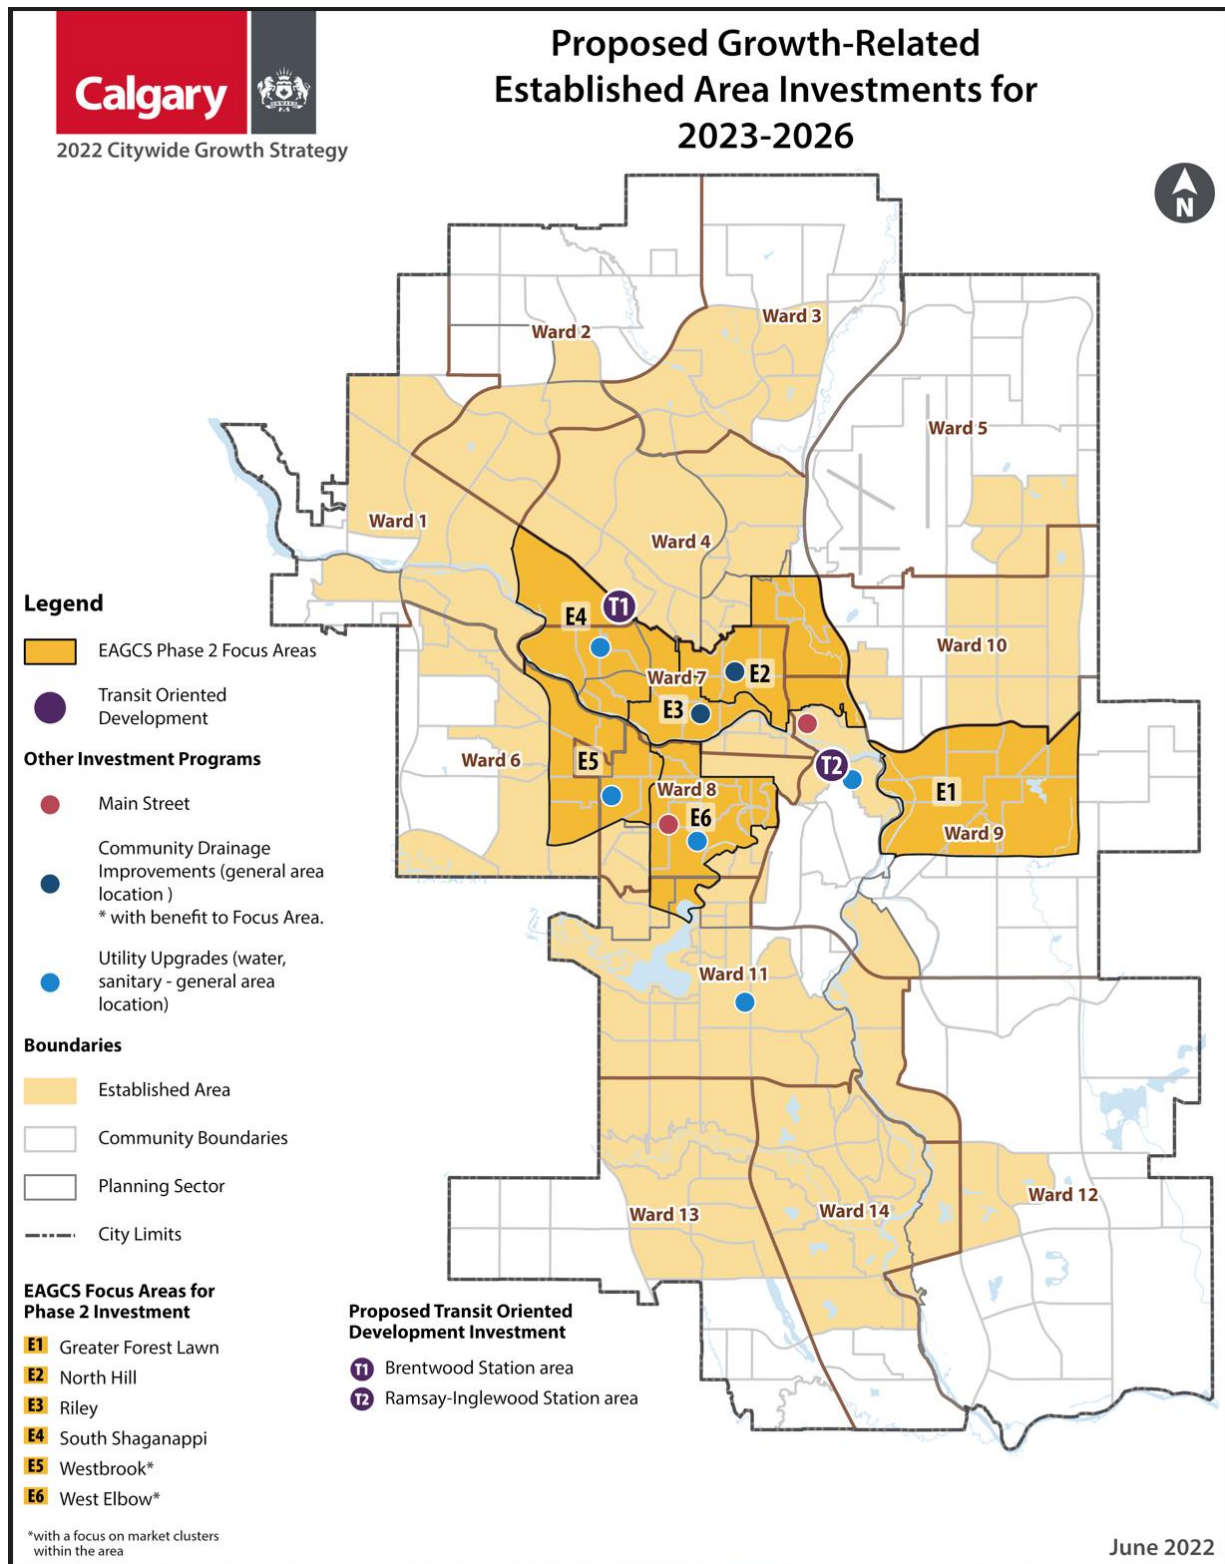 Calgary
2022 Citywide Growth Strategy
Proposed Growth-Related
Established Area Investments for
2023-2026
N
Ward 3
Ward 2
Ward 5
Ward 1
Ward 4
T1
E4
Ward 10
E2
Ward 7
E3
T2
Ward 6
E5
Ward 8
E1
E6
Ward 9
Ward 11
Ward 12
Ward 13
Ward 14
Legend
EAGCS Phase 2 Focus Areas
Transit Oriented
Development
Other Investment Programs
Main Street
Community Drainage
Improvements (general area
location )
* with benefit to Focus Area.
Utility Upgrades (water,
sanitary - general area
location)
Boundaries
Established Area
Community Boundaries
Planning Sector
City Limits
EAGCS Focus Areas for
Phase 2 Investment
E1 Greater Forest Lawn
E2 North Hill
E3 Riley
E4 South Shaganappi
E5 Westbrook*
E6 West Elbow*
*with a focus on market clusters
within the area
Proposed Transit Oriented
Development Investment
T1 Brentwood Station area
T2 Ramsay-Inglewood Station area
June 2022